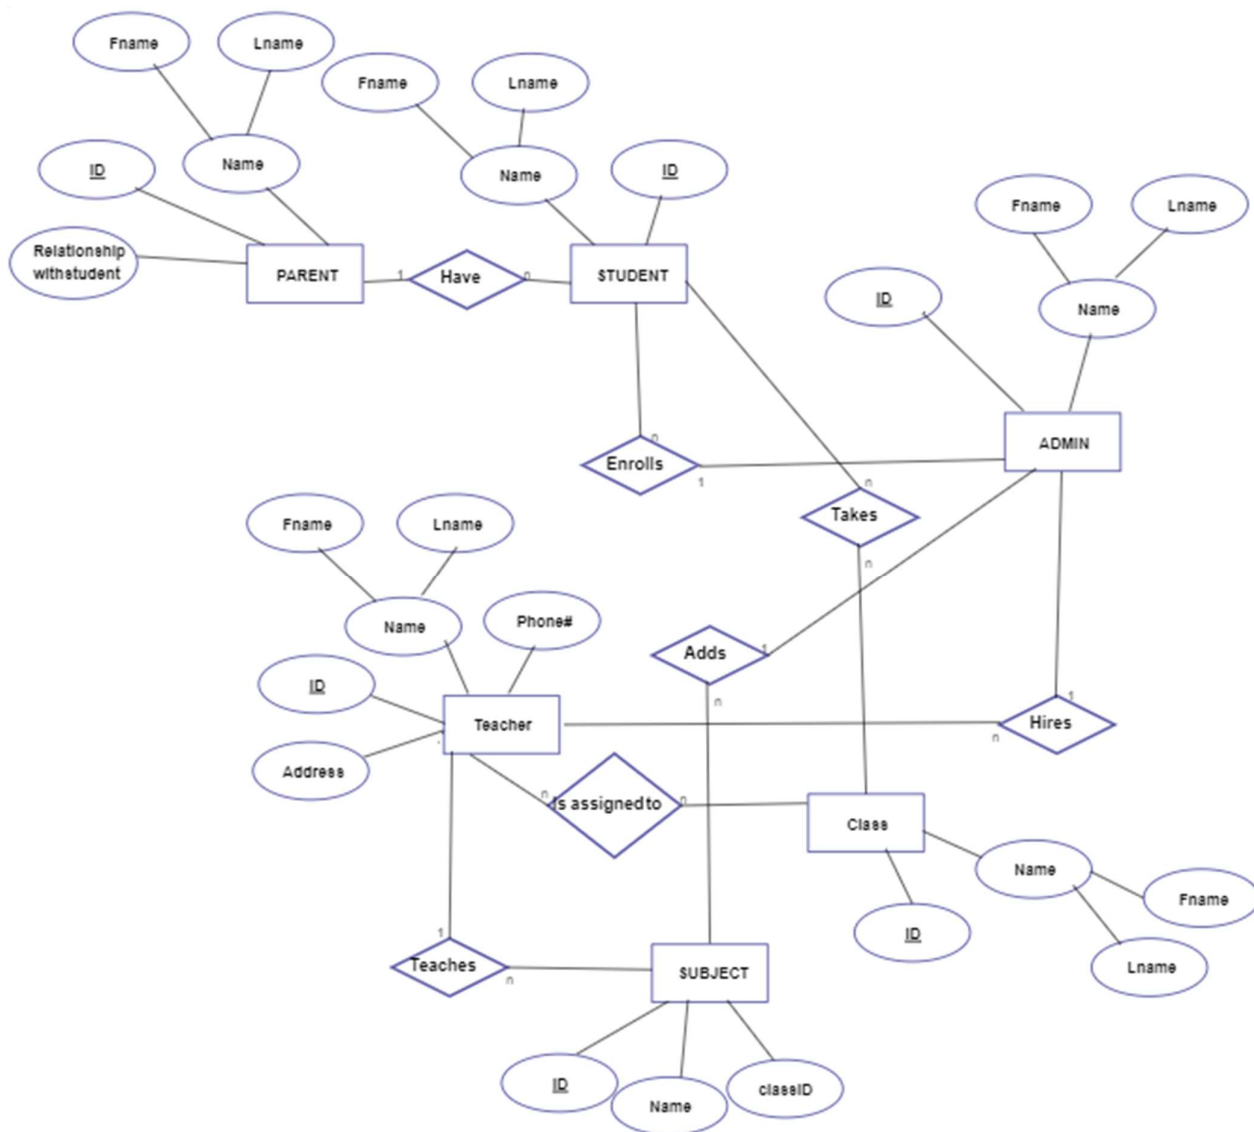 Fname
Lname
Fname
Lname
Name
Name
ID
ID
Relationship
withstudent
PARENT
1
Have
n
STUDENT
Fname
Lname
ID
Name
ADMIN
n
Enrolls
1
n
Takes
n
Fname
Lname
Name
Phone#
ID
Adds
1
n
Teacher
Address
1
Hires
n
n
Is assigned to
n
Class
Name
Fname
ID
Lname
1
Teaches
n
SUBJECT
ID
Name
classID